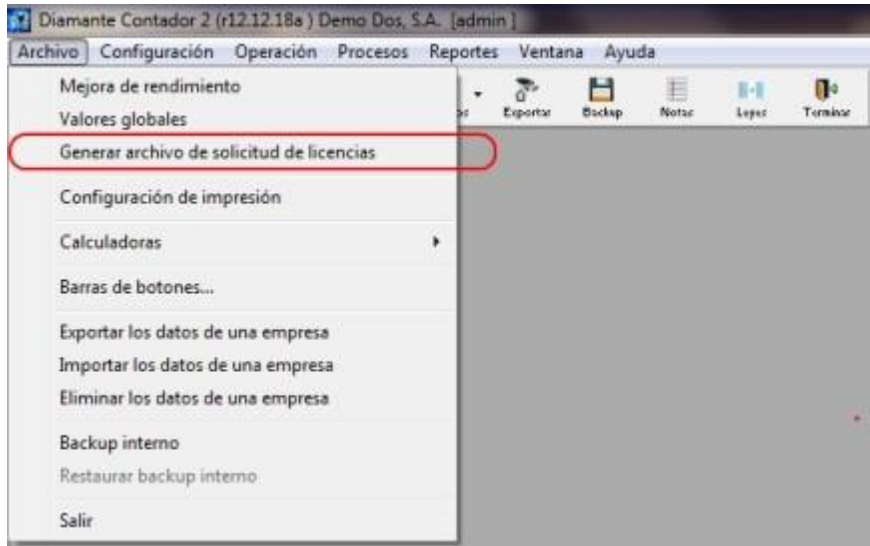 Diamante Contador 2 (r12.12.18a ) Demo Dos, S.A. [admin ]
Archivo Configuración Operación Procesos Reportes Ventana Ayuda
Exportar Backup Notas Terminar
Mejora de rendimiento
Valores globales
Generar archivo de solicitud de licencias
Configuración de impresión
Calculadoras
Barras de botones...
Exportar los datos de una empresa
Importar los datos de una empresa
Eliminar los datos de una empresa
Backup interno
Restaurar backup interno
Salir